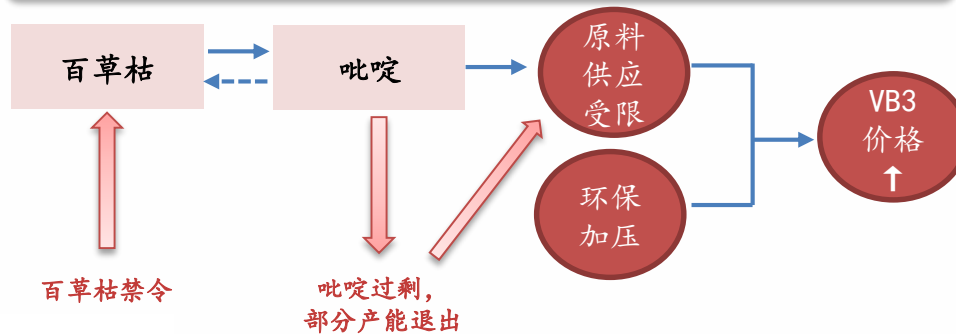 百草枯
吡啶
原料
供应
受限
环保
加压
VB3
价格
↑
百草枯禁令
吡啶过剩，
部分产能退出